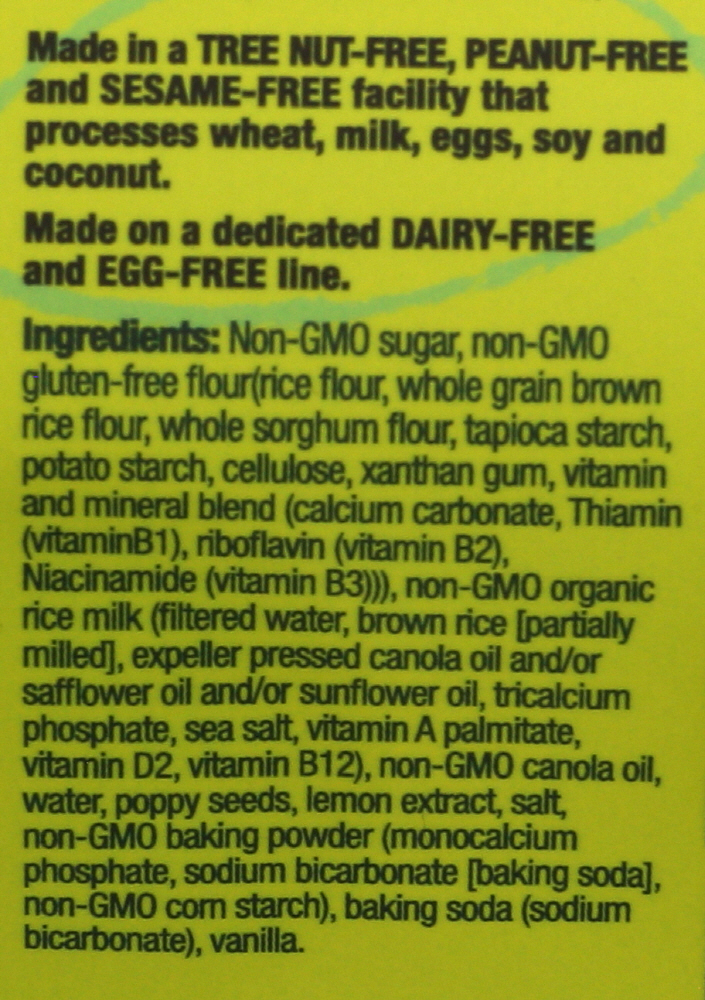 Made in a TREE NUT-FREE, PEANUT-FREE
and SESAME-FREE facility that
processes wheat, milk, eggs, soy and
coconut.
Made on a dedicated DAIRY-FREE
and EGG-FREE line.
Ingredients: Non-GMO sugar, non-GMO
gluten-free flour(rice flour, whole grain brown
rice flour, whole sorghum flour, tapioca starch,
potato starch, cellulose, xanthan gum, vitamin
and mineral blend (calcium carbonate, Thiamin
(vitaminB1), riboflavin (vitamin B2),
Niacinamide (vitamin B3))), non-GMO organic
rice milk (filtered water, brown rice [partially
milled], expeller pressed canola oil and/or
safflower oil and/or sunflower oil, tricalcium
phosphate, sea salt, vitamin A palmitate,
vitamin D2, vitamin B12), non-GMO canola oil,
water, poppy seeds, lemon extract, salt,
non-GMO baking powder (monocalcium
phosphate, sodium bicarbonate [baking soda],
non-GMO corn starch), baking soda (sodium
bicarbonate), vanilla.